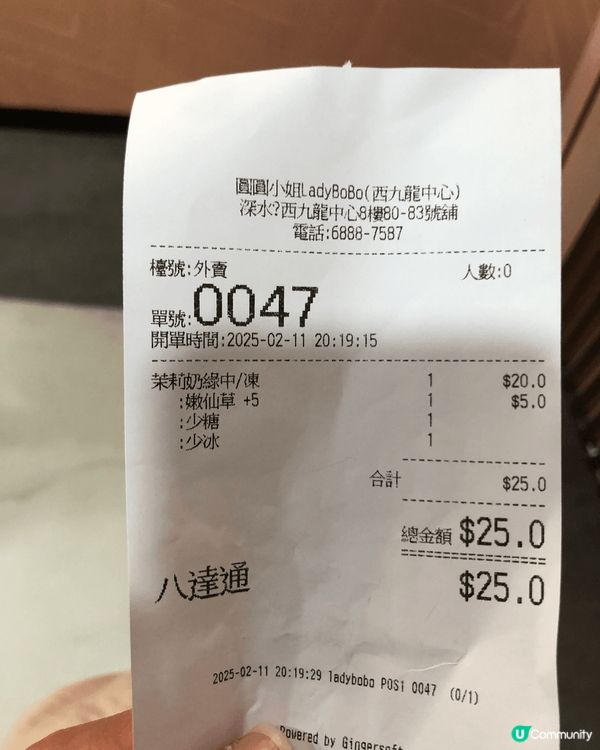 圓圓小姐LadyBoBo(西九龍中心)
深水?西九龍中心8樓80-83號舖
電話:6888-7587
檯號:外賣 人數:0
單號:0047
開單時間:2025-02-11 20:19:15
茉莉奶綠中/凍 1 $20.0
:嫩仙草 +5 1 $5.0
:少糖 1
:少冰 1
合計 $25.0
總金額 $25.0
八達通 $25.0
2025-02-11 20:19:29 ladybobo POS1 0047 (0/1)
Powered by Gingersoft
U Community